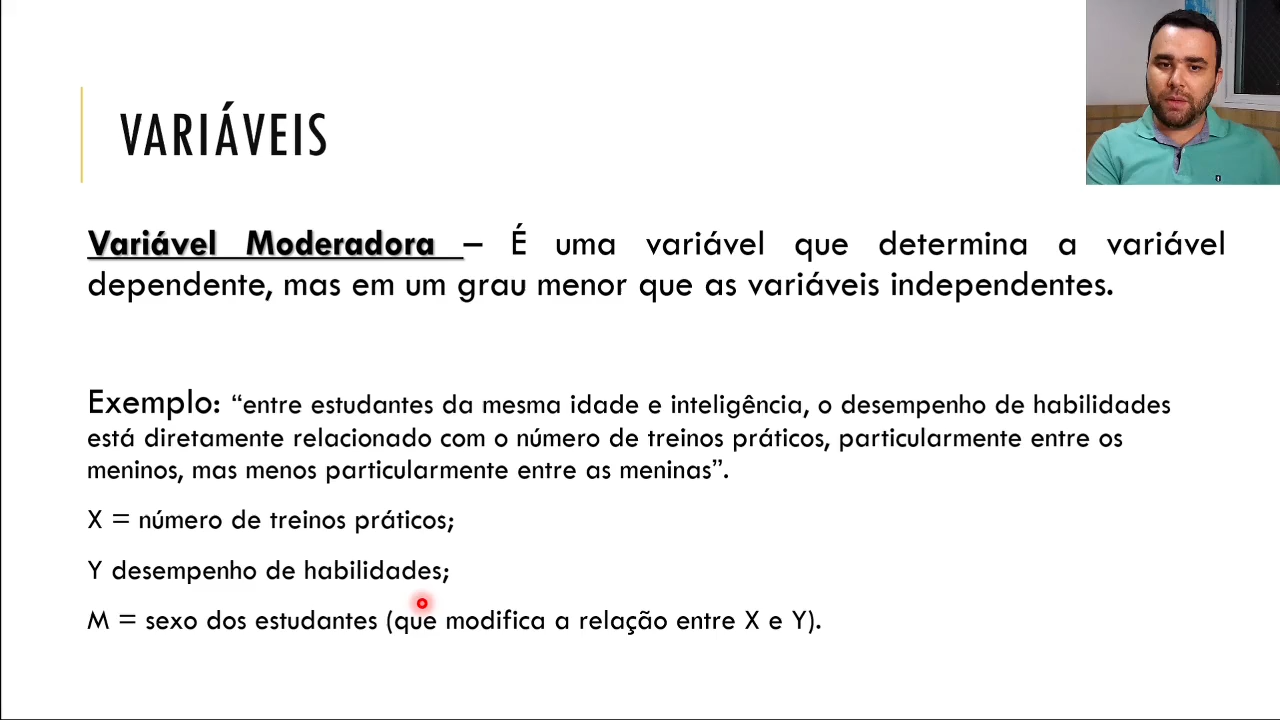 VARIÁVEIS
Variável Moderadora – É uma variável que determina a variável
dependente, mas em um grau menor que as variáveis independentes.
Exemplo: “entre estudantes da mesma idade e inteligência, o desempenho de habilidades
está diretamente relacionado com o número de treinos práticos, particularmente entre os
meninos, mas menos particularmente entre as meninas”.
X = número de treinos práticos;
Y desempenho de habilidades;
M = sexo dos estudantes (que modifica a relação entre X e Y).